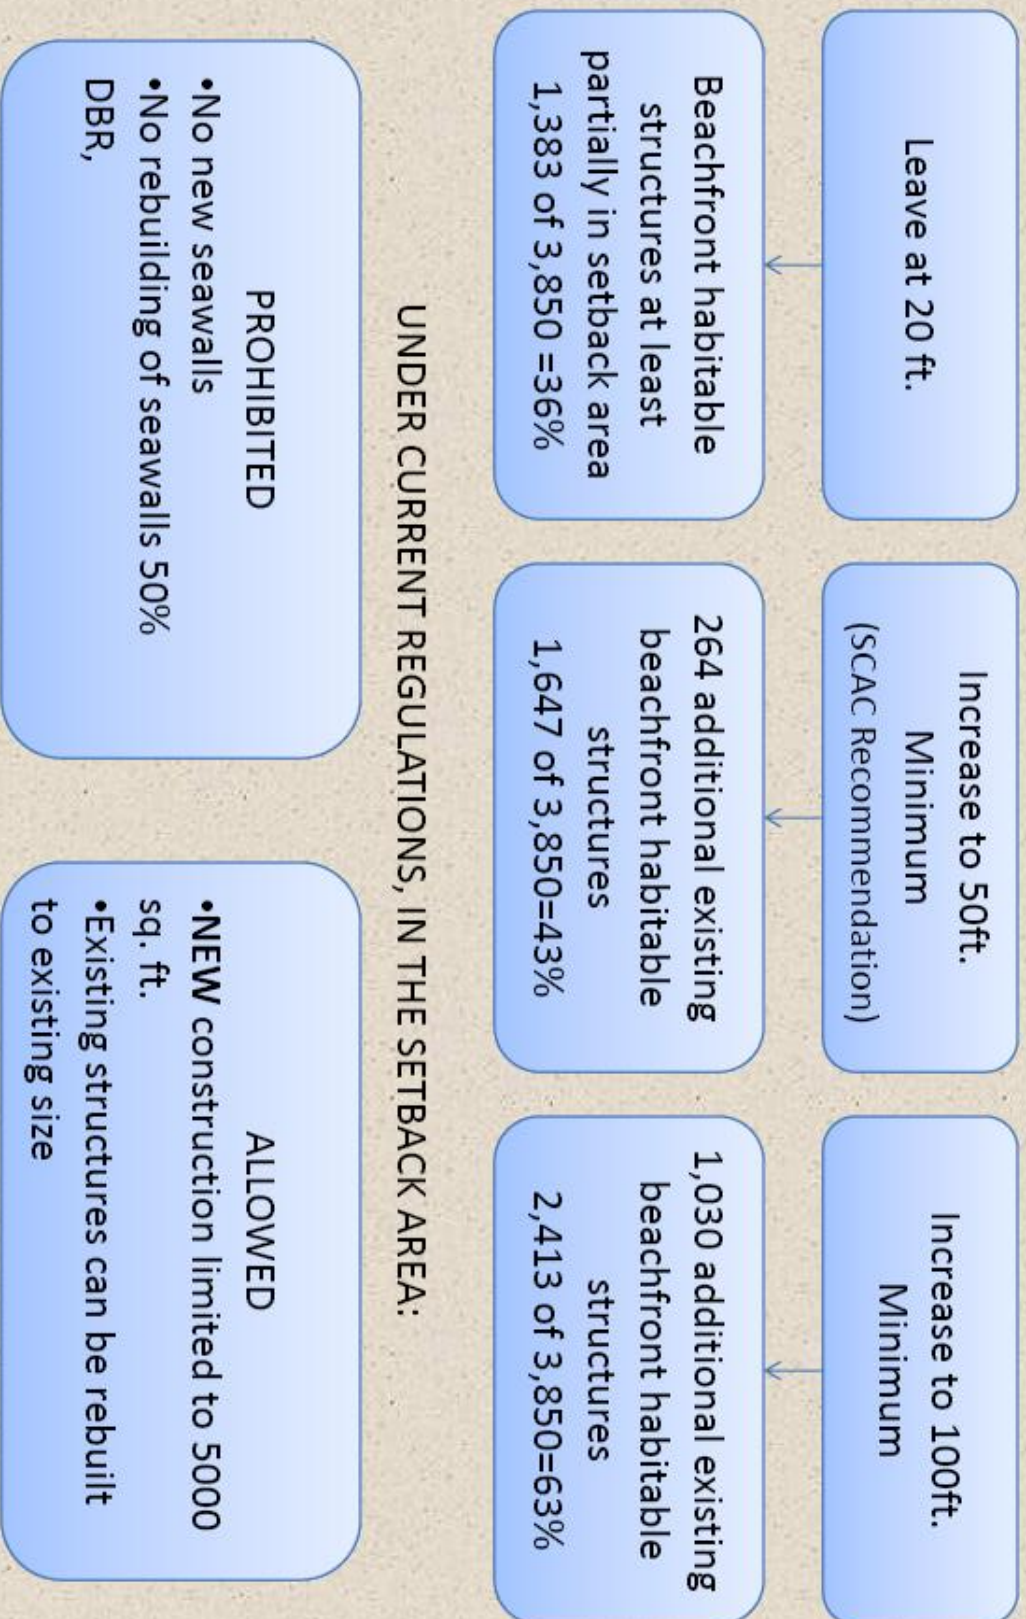 Leave at 20 ft.
Increase to 50ft.
Minimum
(SCAC Recommendation)
Increase to 100ft.
Minimum
Beachfront habitable
structures at least
partially in setback area
1,383 of 3,850 =36%
264 additional existing
beachfront habitable
structures
1,647 of 3,850=43%
1,030 additional existing
beachfront habitable
structures
2,413 of 3,850=63%
UNDER CURRENT REGULATIONS, IN THE SETBACK AREA:
PROHIBITED
•No new seawalls
•No rebuilding of seawalls 50%
DBR,
ALLOWED
•NEW construction limited to 5000
sq. ft.
•Existing structures can be rebuilt
to existing size